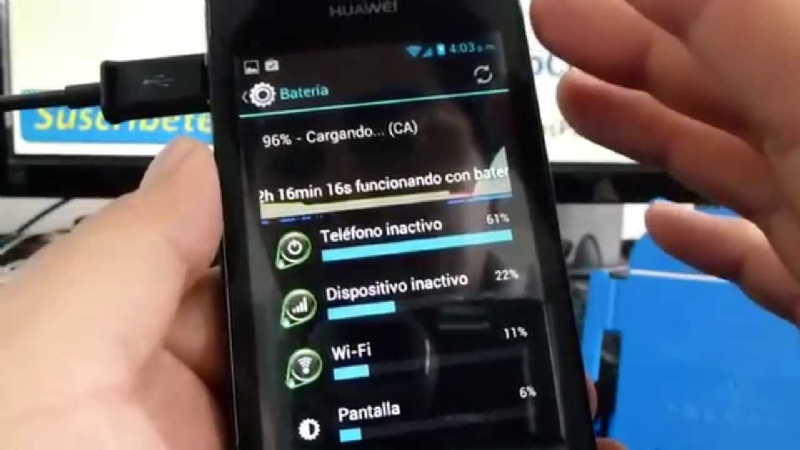 HUAWEI
4:03 p.m.
Batería
Suscríbete
96% - Cargando... (CA)
2h 16min 16s funcionando con bater
Teléfono inactivo 61%
Dispositivo inactivo 22%
Wi-Fi 11%
Pantalla 6%